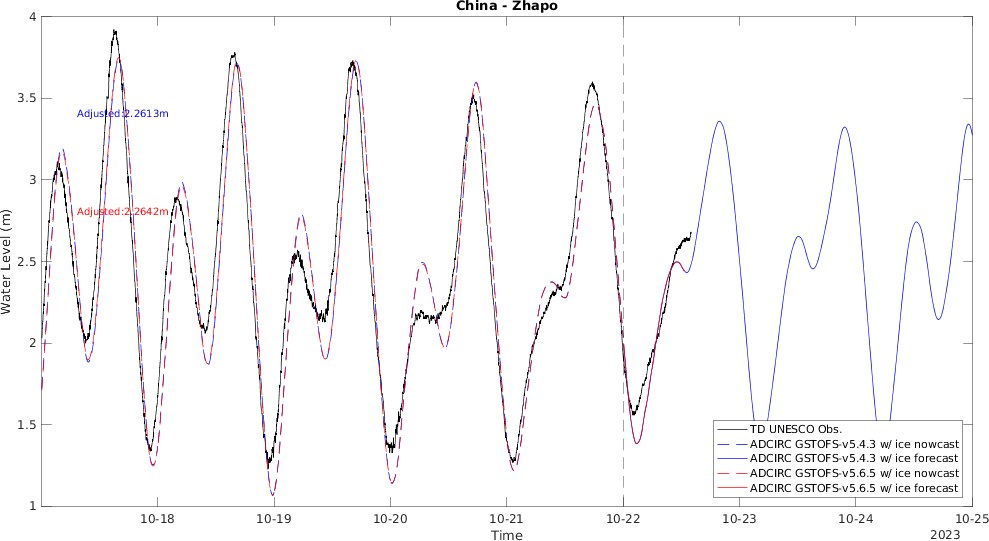 China - Zhapo
Water Level (m)
4
3.5
3
2.5
2
1.5
1
Adjusted:2.2613m
Adjusted:2.2642m
TD UNESCO Obs.
ADCIRC GSTOFS-v5.4.3 w/ ice nowcast
ADCIRC GSTOFS-v5.4.3 w/ ice forecast
ADCIRC GSTOFS-v5.6.5 w/ ice nowcast
ADCIRC GSTOFS-v5.6.5 w/ ice forecast
10-18 10-19 10-20 10-21 10-22 10-23 10-24 10-25
Time
2023